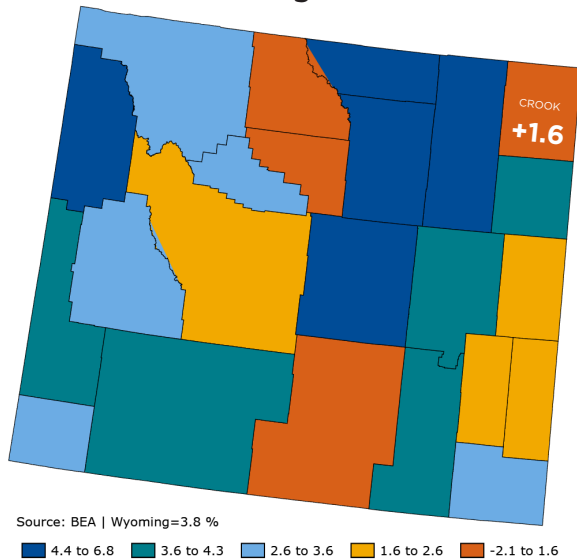 CROOK
+1.6
Source: BEA | Wyoming=3.8 %
4.4 to 6.8 3.6 to 4.3 2.6 to 3.6 1.6 to 2.6 -2.1 to 1.6